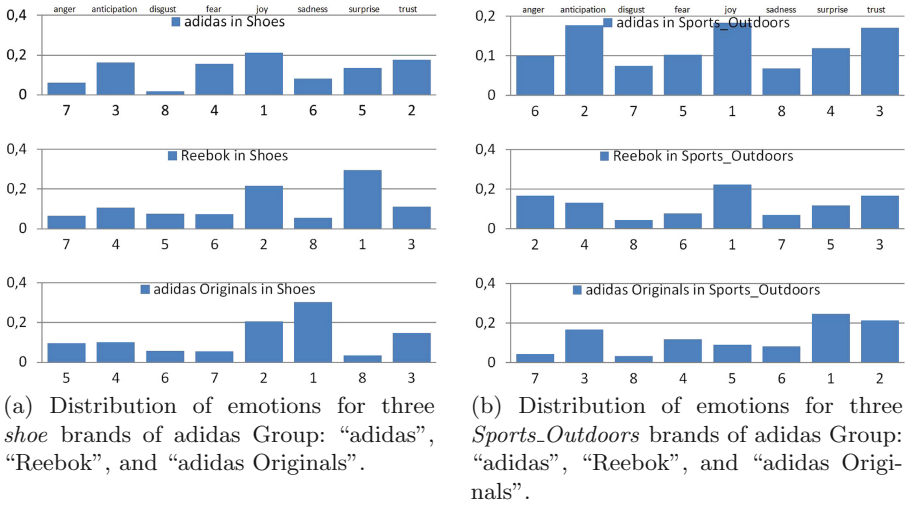 anger anticipation disgust fear joy sadness surprise trust
adidas in Shoes
0,4
0,2
0
7 3 8 4 1 6 5 2
Reebok in Shoes
0,4
0,2
0
7 4 5 6 2 8 1 3
adidas Originals in Shoes
0,4
0,2
0
5 4 6 7 2 1 8 3
(a) Distribution of emotions for three
shoe brands of adidas Group: “adidas”,
“Reebok”, and “adidas Originals”.
anger anticipation disgust fear joy sadness surprise trust
adidas in Sports_Outdoors
0,2
0,1
0
6 2 7 5 1 8 4 3
Reebok in Sports_Outdoors
0,4
0,2
0
2 4 8 6 1 7 5 3
adidas Originals in Sports_Outdoors
0,4
0,2
0
7 3 8 4 5 6 1 2
(b) Distribution of emotions for three
Sports_Outdoors brands of adidas Group:
“adidas”, “Reebok”, and “adidas Origi-
nals”.